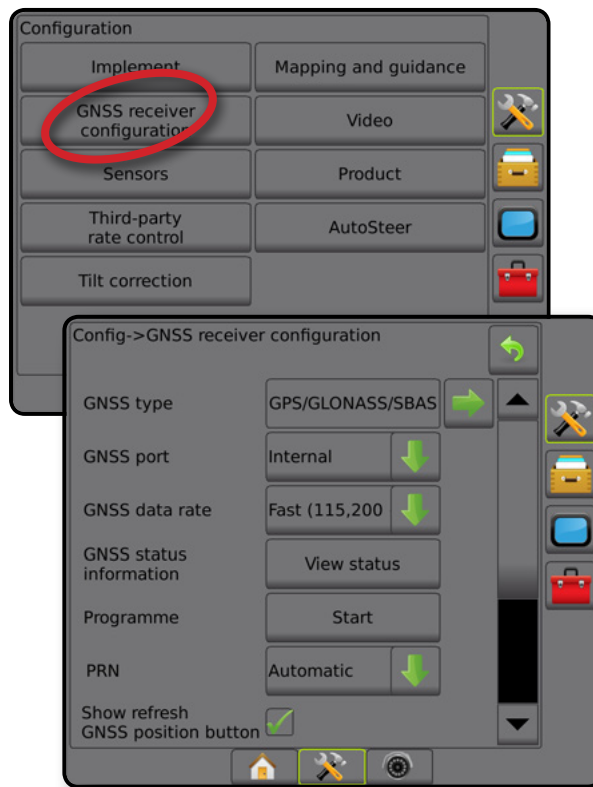 Configuration
Implement
Mapping and guidance
GNSS receiver
configuration
Video
Sensors
Product
Third-party
rate control
AutoSteer
Tilt correction
Config->GNSS receiver configuration
GNSS type
GPS/GLONASS/SBAS
GNSS port
Internal
GNSS data rate
Fast (115,200
GNSS status
information
View status
Programme
Start
PRN
Automatic
Show refresh
GNSS position button